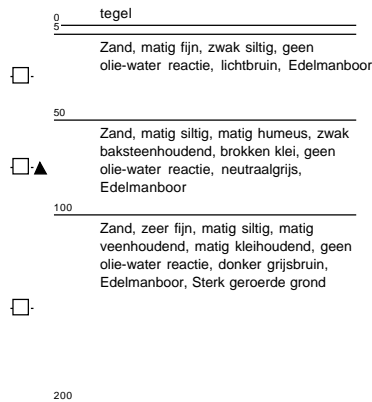 0
tegel
5
Zand, matig fijn, zwak siltig, geen
olie-water reactie, lichtbruin, Edelmanboor
50
Zand, matig siltig, matig humeus, zwak
baksteenhoudend, brokken klei, geen
olie-water reactie, neutraalgrijs,
Edelmanboor
100
Zand, zeer fijn, matig siltig, matig
veenhoudend, matig kleihoudend, geen
olie-water reactie, donker grijsbruin,
Edelmanboor, Sterk geroerde grond
200